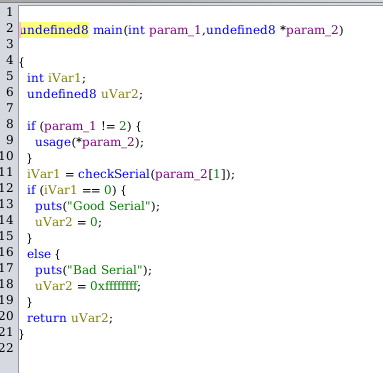 1
2 undefined8 main(int param_1,undefined8 *param_2)
3
4 {
5 int iVar1;
6 undefined8 uVar2;
7
8 if (param_1 != 2) {
9 usage(*param_2);
10 }
11 iVar1 = checkSerial(param_2[1]);
12 if (iVar1 == 0) {
13 puts("Good Serial");
14 uVar2 = 0;
15 }
16 else {
17 puts("Bad Serial");
18 uVar2 = 0xffffffff;
19 }
20 return uVar2;
21 }
22